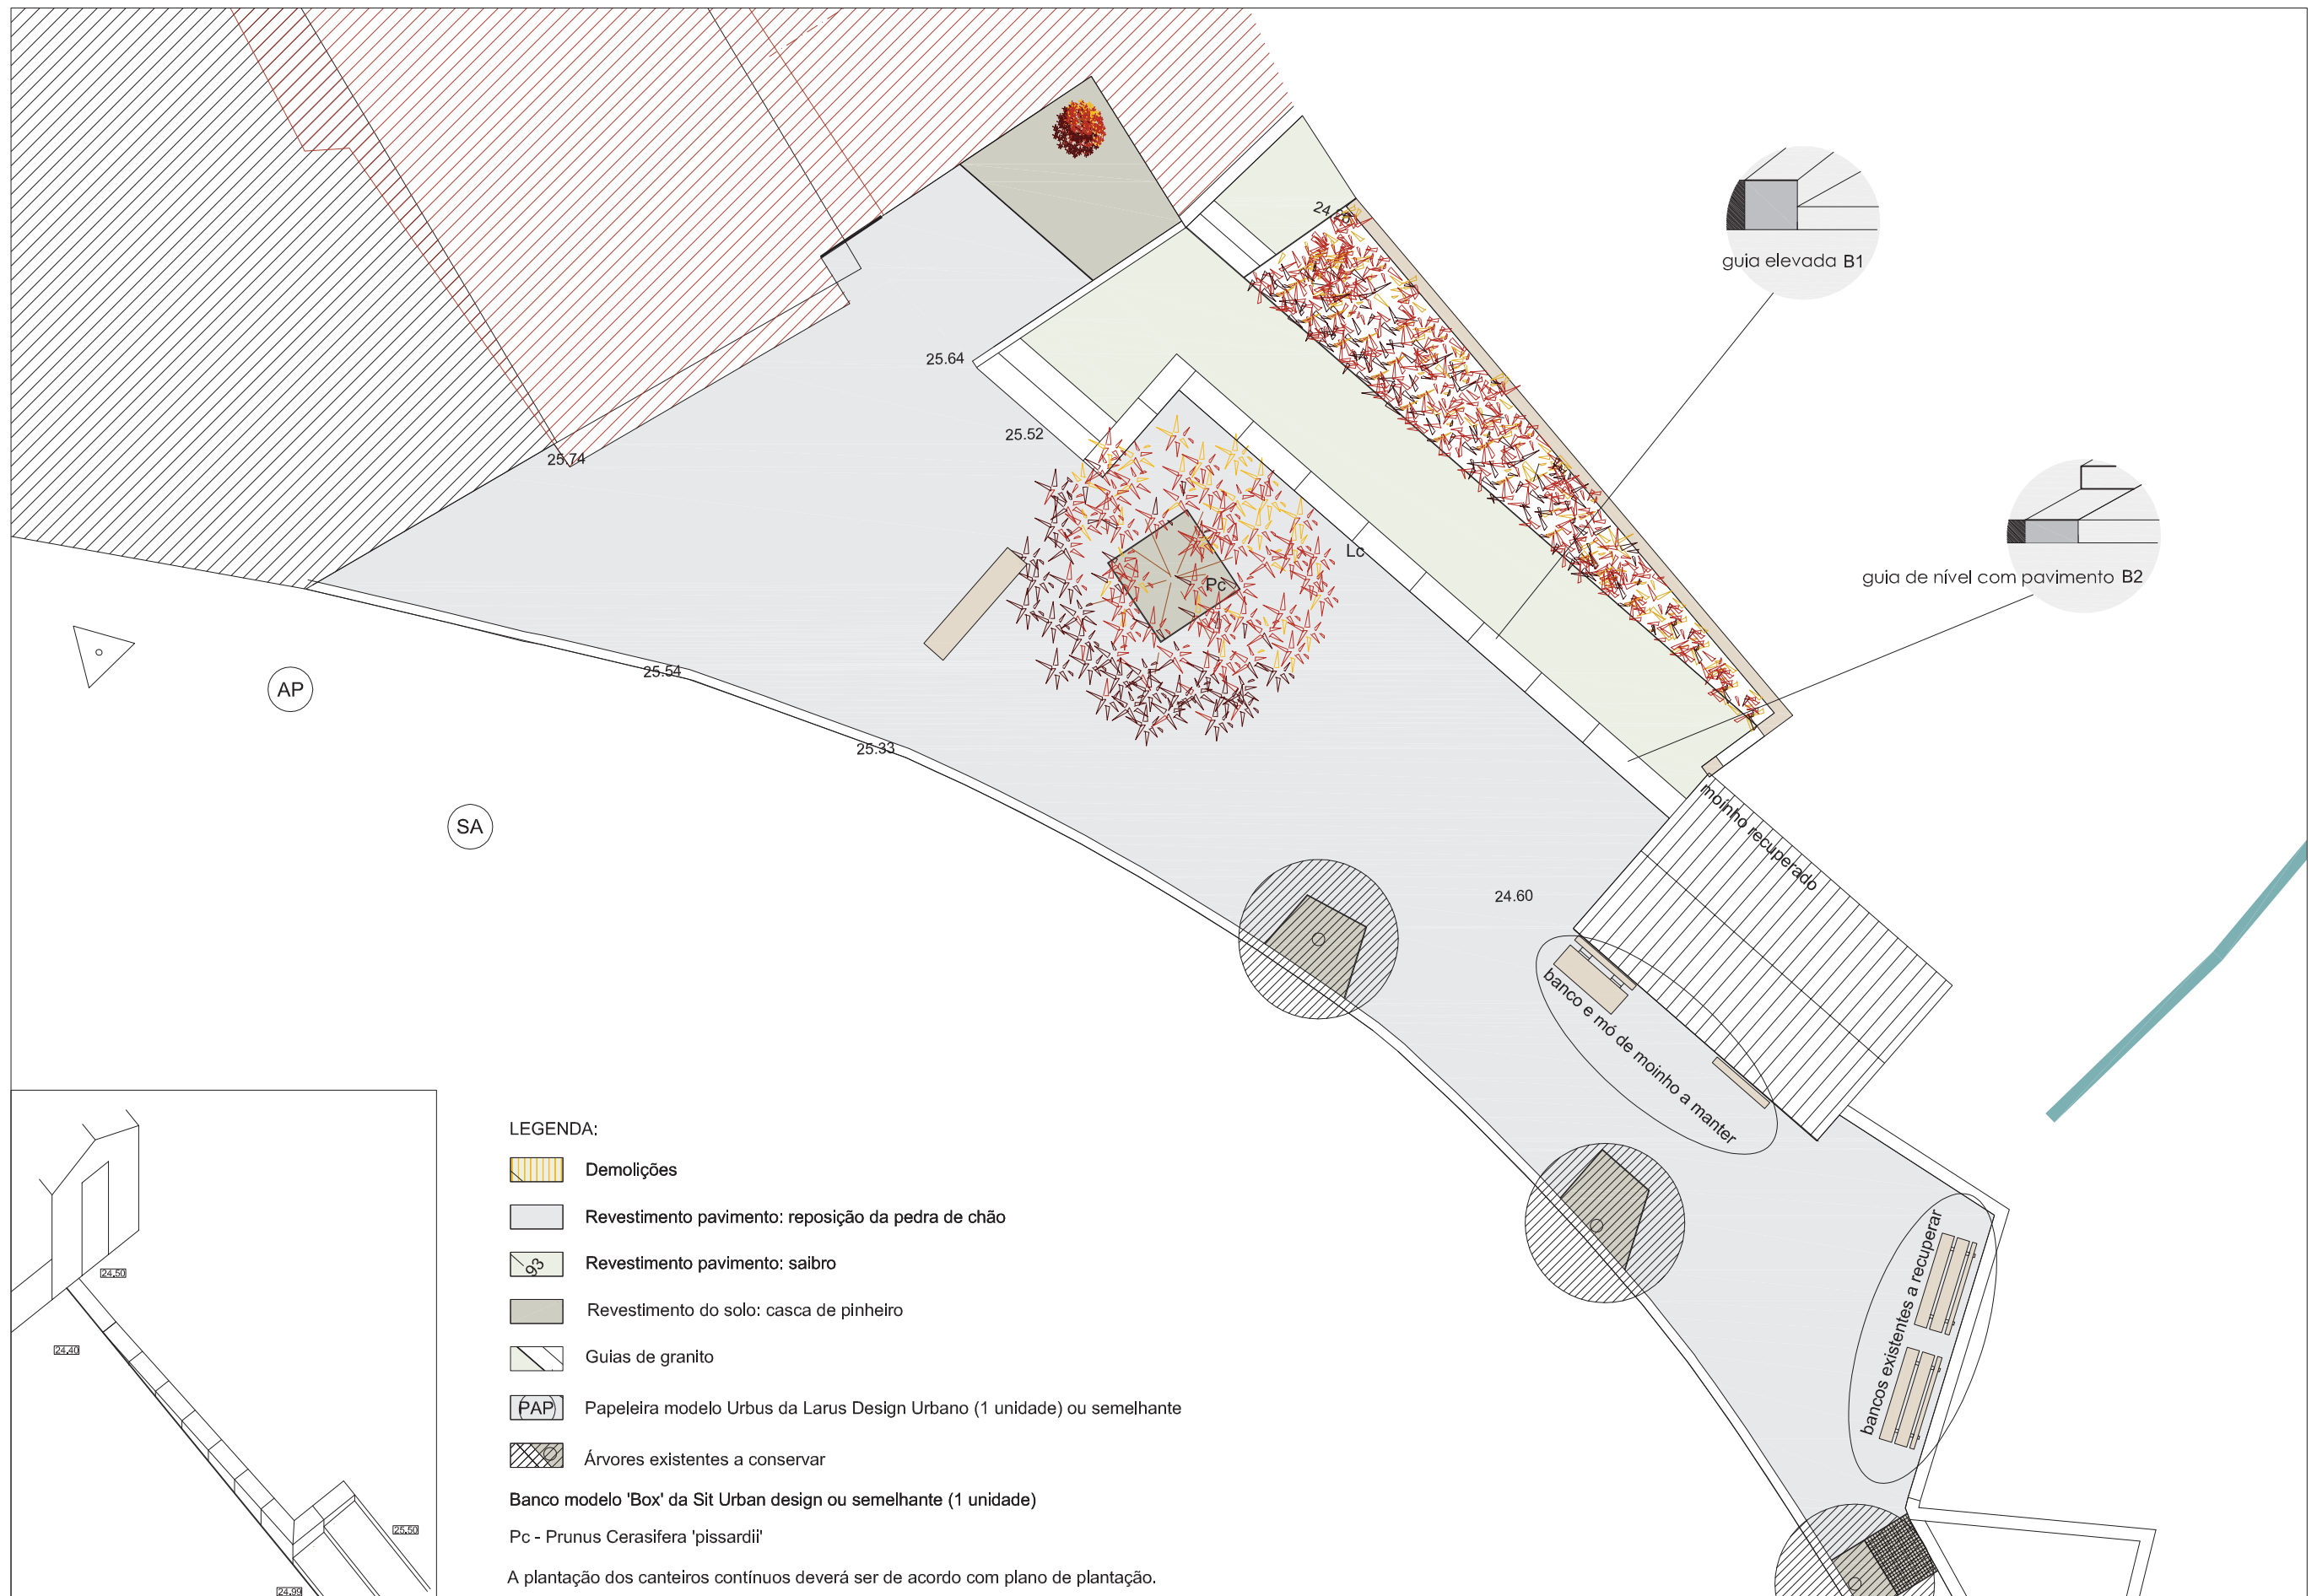 24.26
guia elevada B1
25.64
25.52
25.74
Lc
guia de nível com pavimento B2
Pc
AP
25.54
25.33
SA
moinho recuperado
24.60
banco e mó de moinho a manter
bancos existentes a recuperar
24.50
24.40
25.50
24.99
LEGENDA:
Demolições
Revestimento pavimento: reposição da pedra de chão
93
Revestimento pavimento: saibro
Revestimento do solo: casca de pinheiro
Guias de granito
PAP
Papeleira modelo Urbus da Larus Design Urbano (1 unidade) ou semelhante
Árvores existentes a conservar
Banco modelo 'Box' da Sit Urban design ou semelhante (1 unidade)
Pc - Prunus Cerasifera 'pissardii'
A plantação dos canteiros contínuos deverá ser de acordo com plano de plantação.